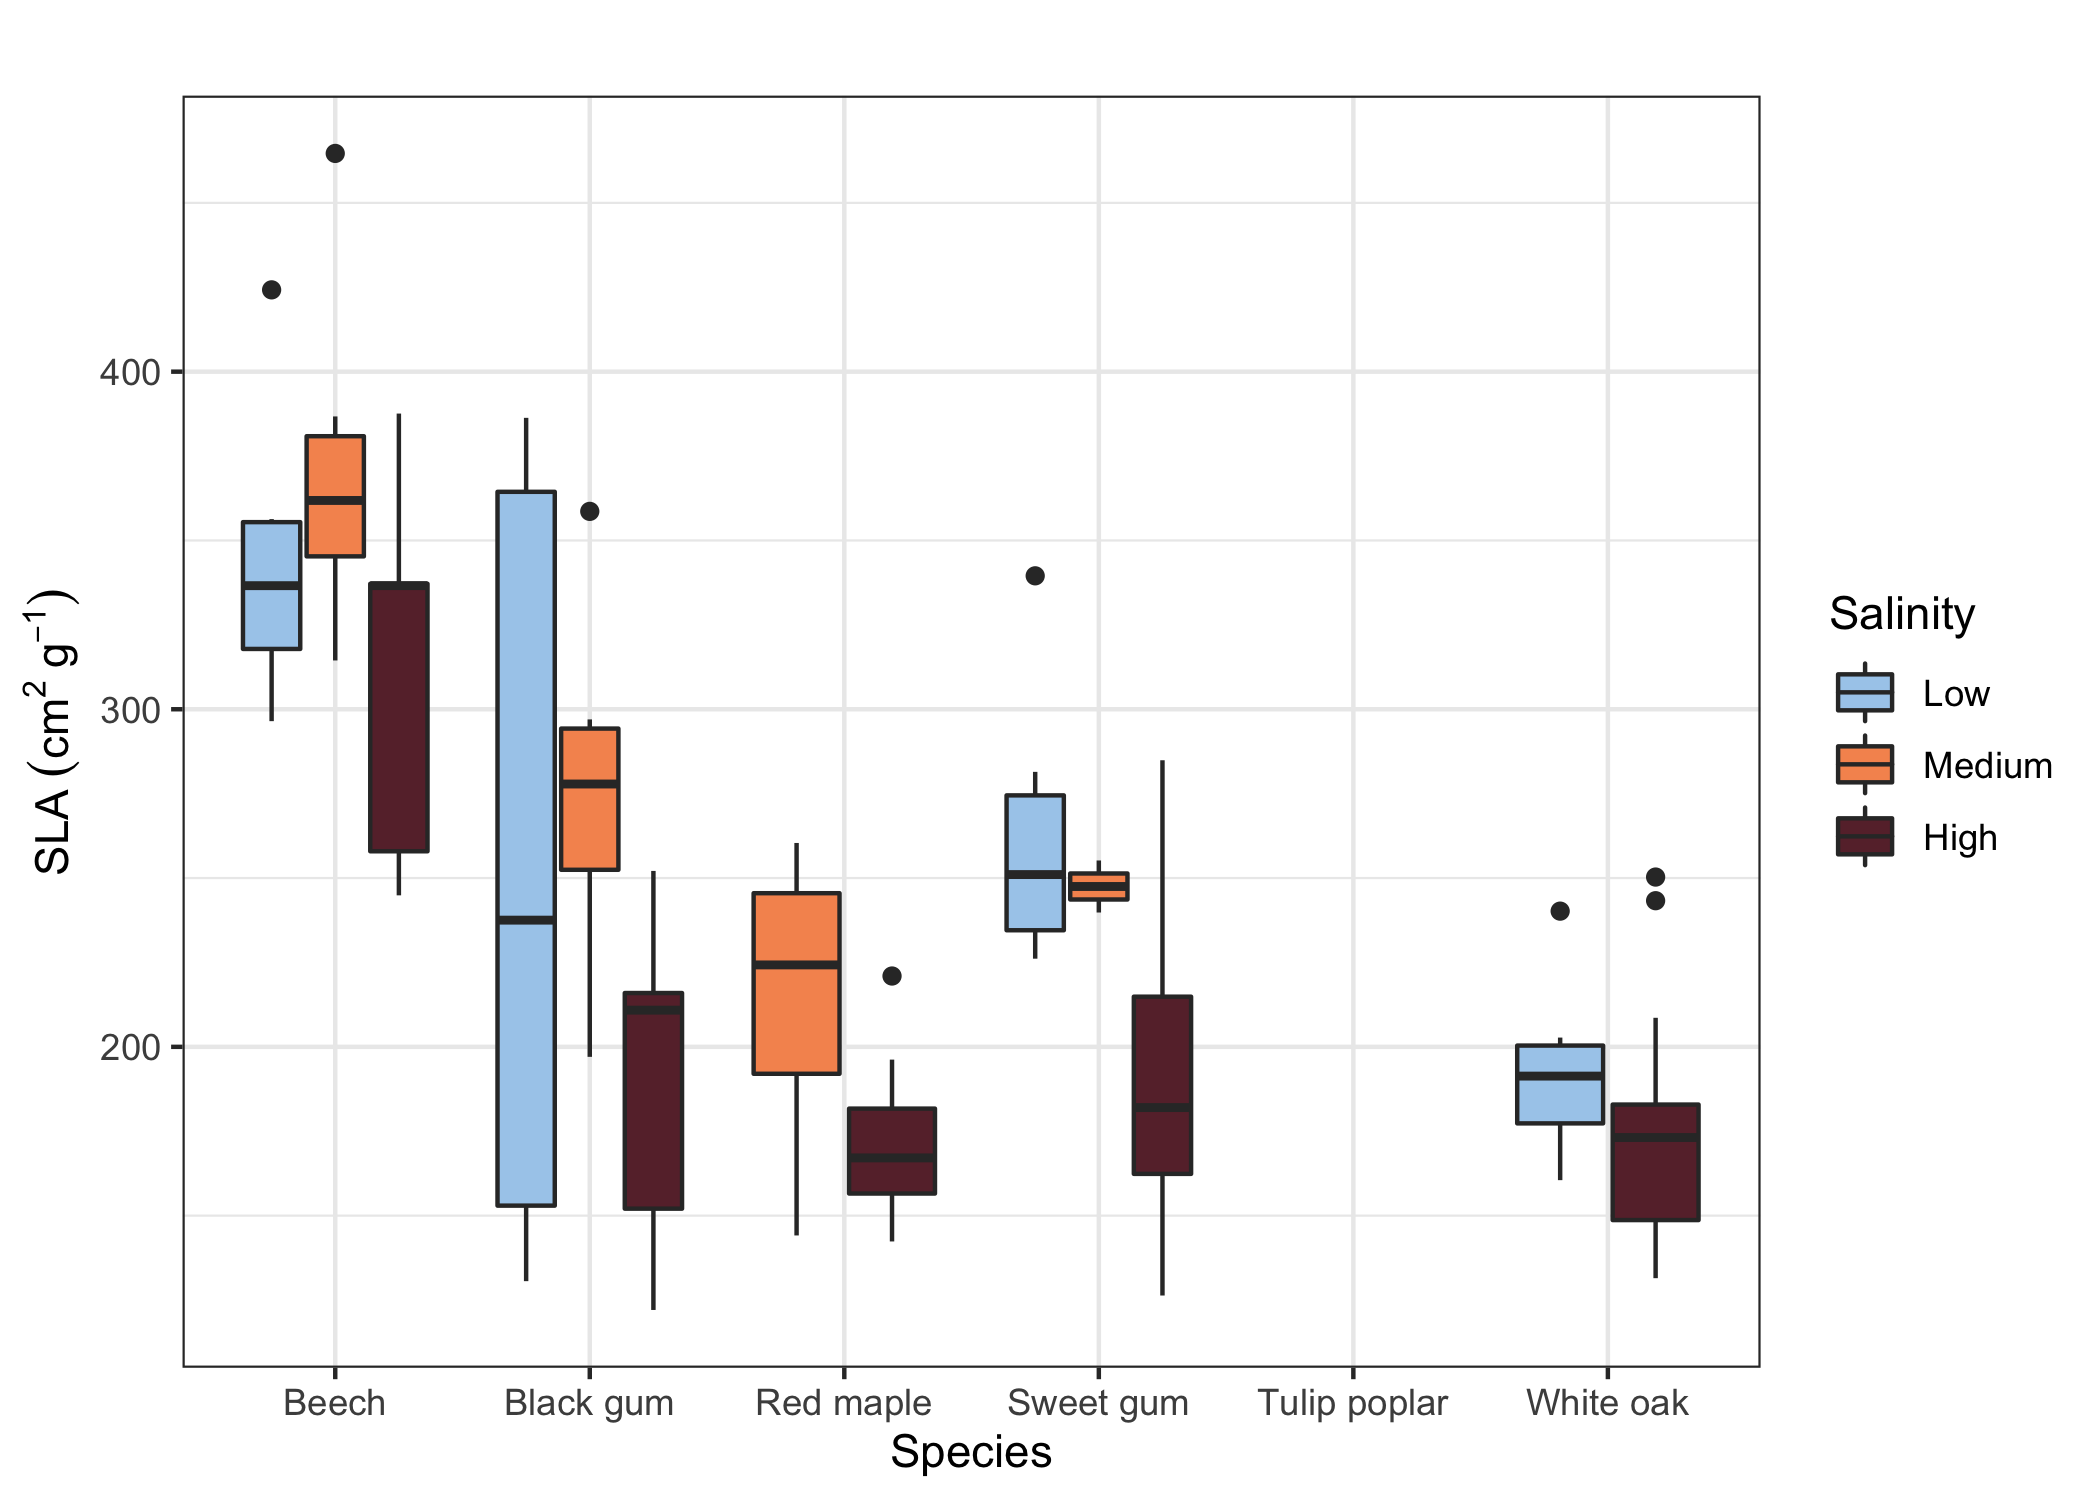 400
300
200
SLA (cm² g⁻¹)
Beech
Black gum
Red maple
Sweet gum
Tulip poplar
White oak
Species
Salinity
Low
Medium
High